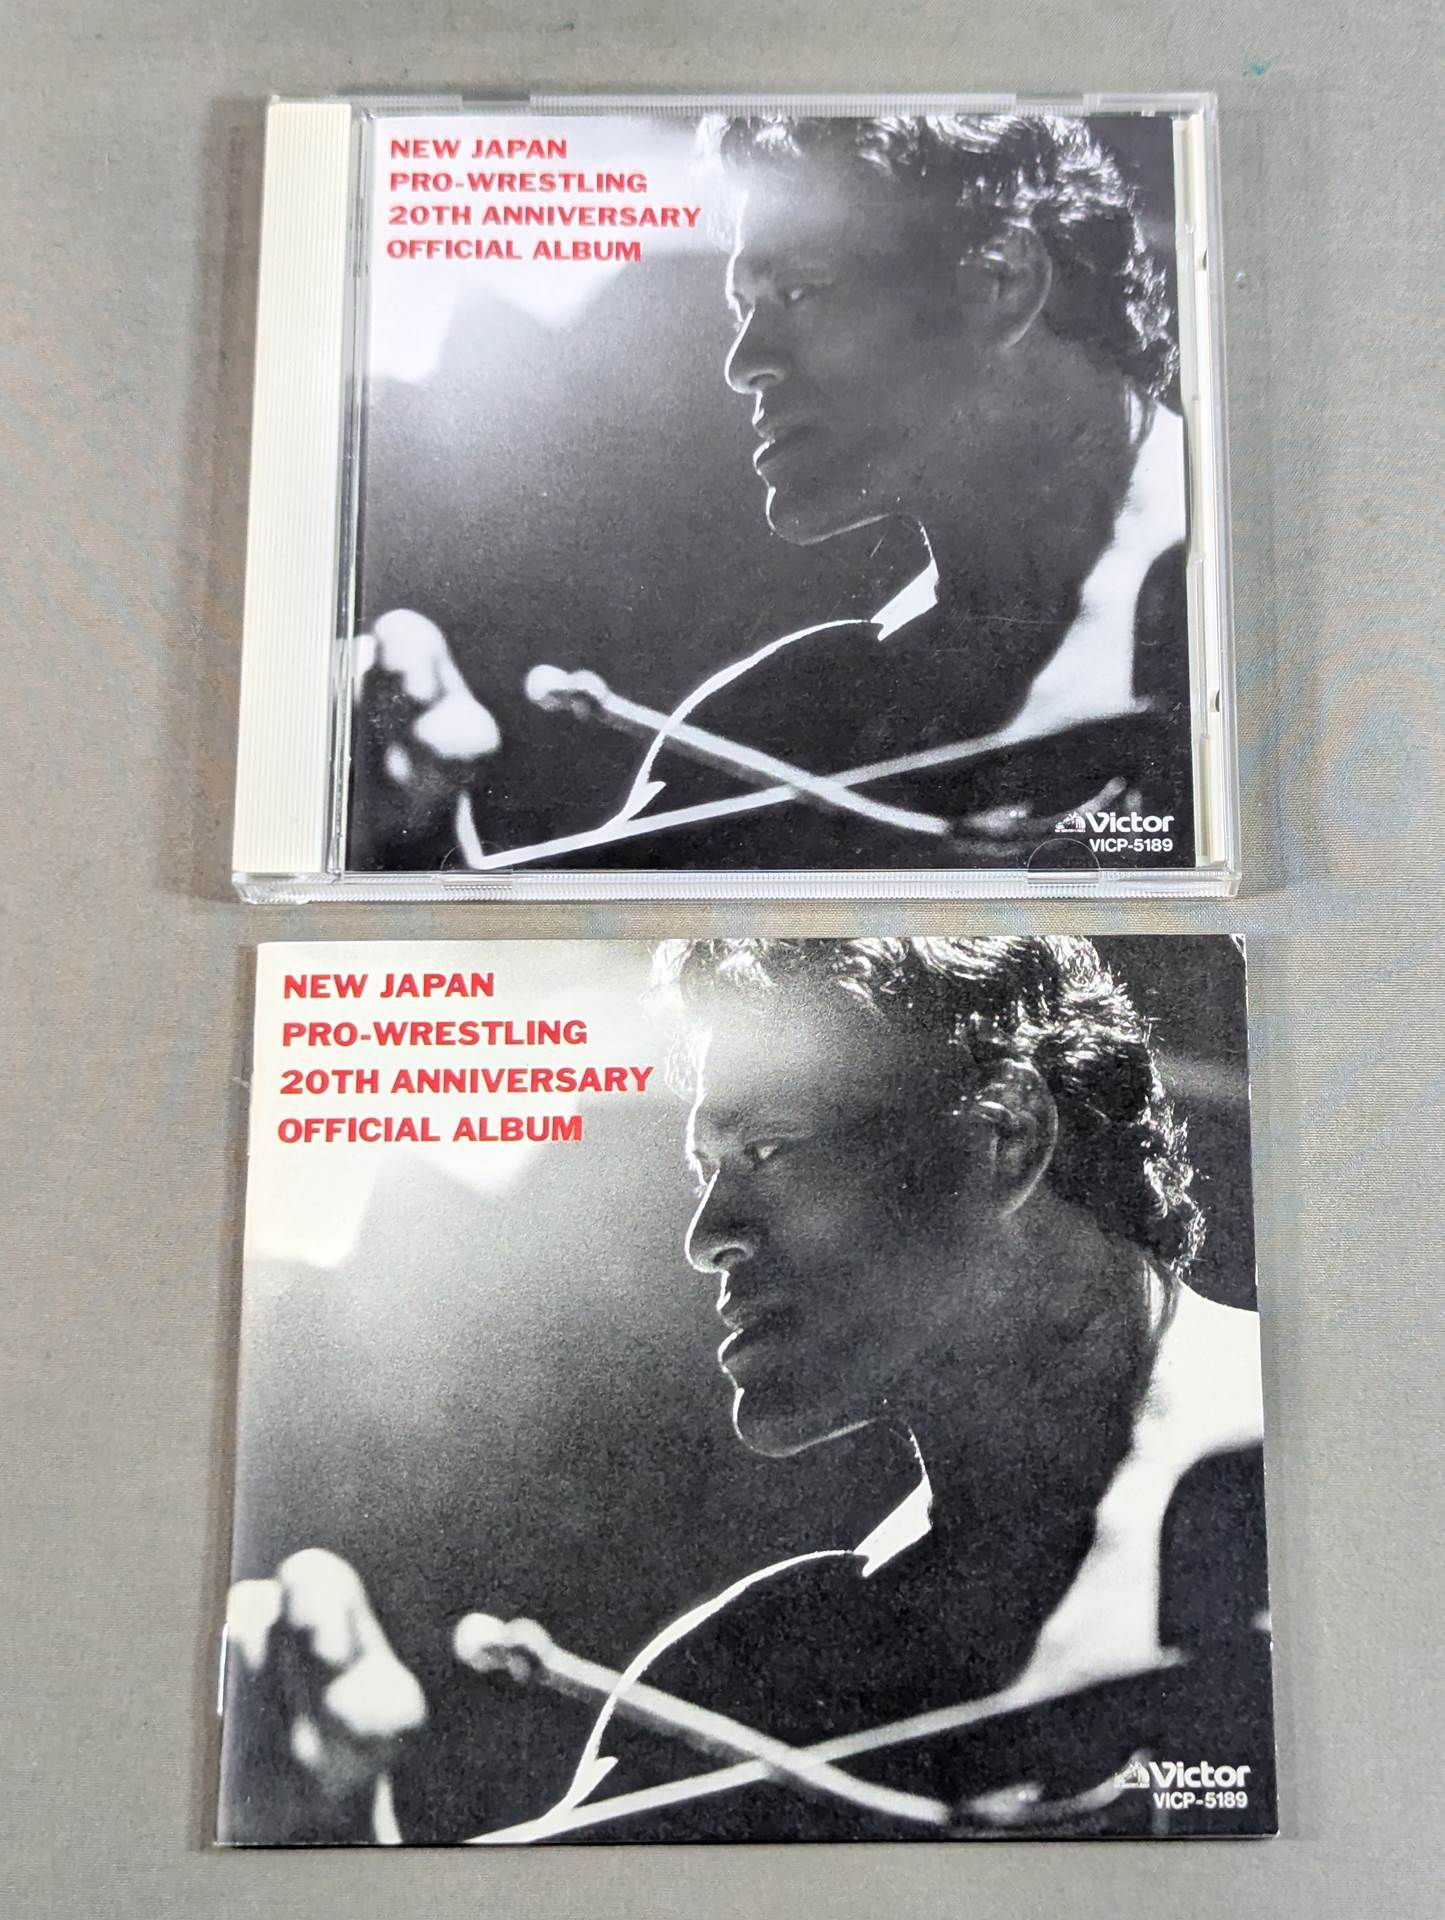 NEW JAPAN
PRO-WRESTLING
20TH ANNIVERSARY
OFFICIAL ALBUM
Victor
VICP-5189
NEW JAPAN
PRO-WRESTLING
20TH ANNIVERSARY
OFFICIAL ALBUM
Victor
VICP-5189